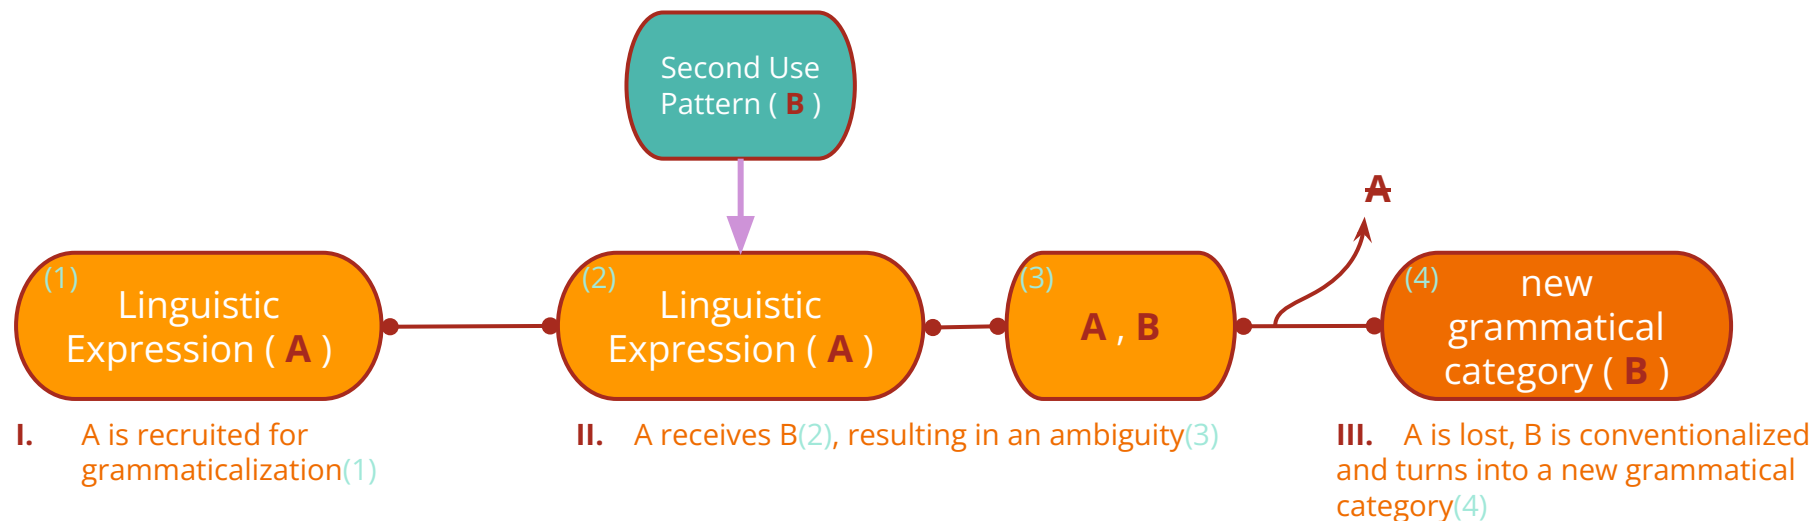 Second Use
Pattern ( B )
A
(1)
Linguistic
Expression ( A )
(2)
Linguistic
Expression ( A )
(3)
A , B
(4)
new
grammatical
category ( B )
I. A is recruited for
grammaticalization(1)
II. A receives B(2), resulting in an ambiguity(3)
III. A is lost, B is conventionalized
and turns into a new grammatical
category(4)